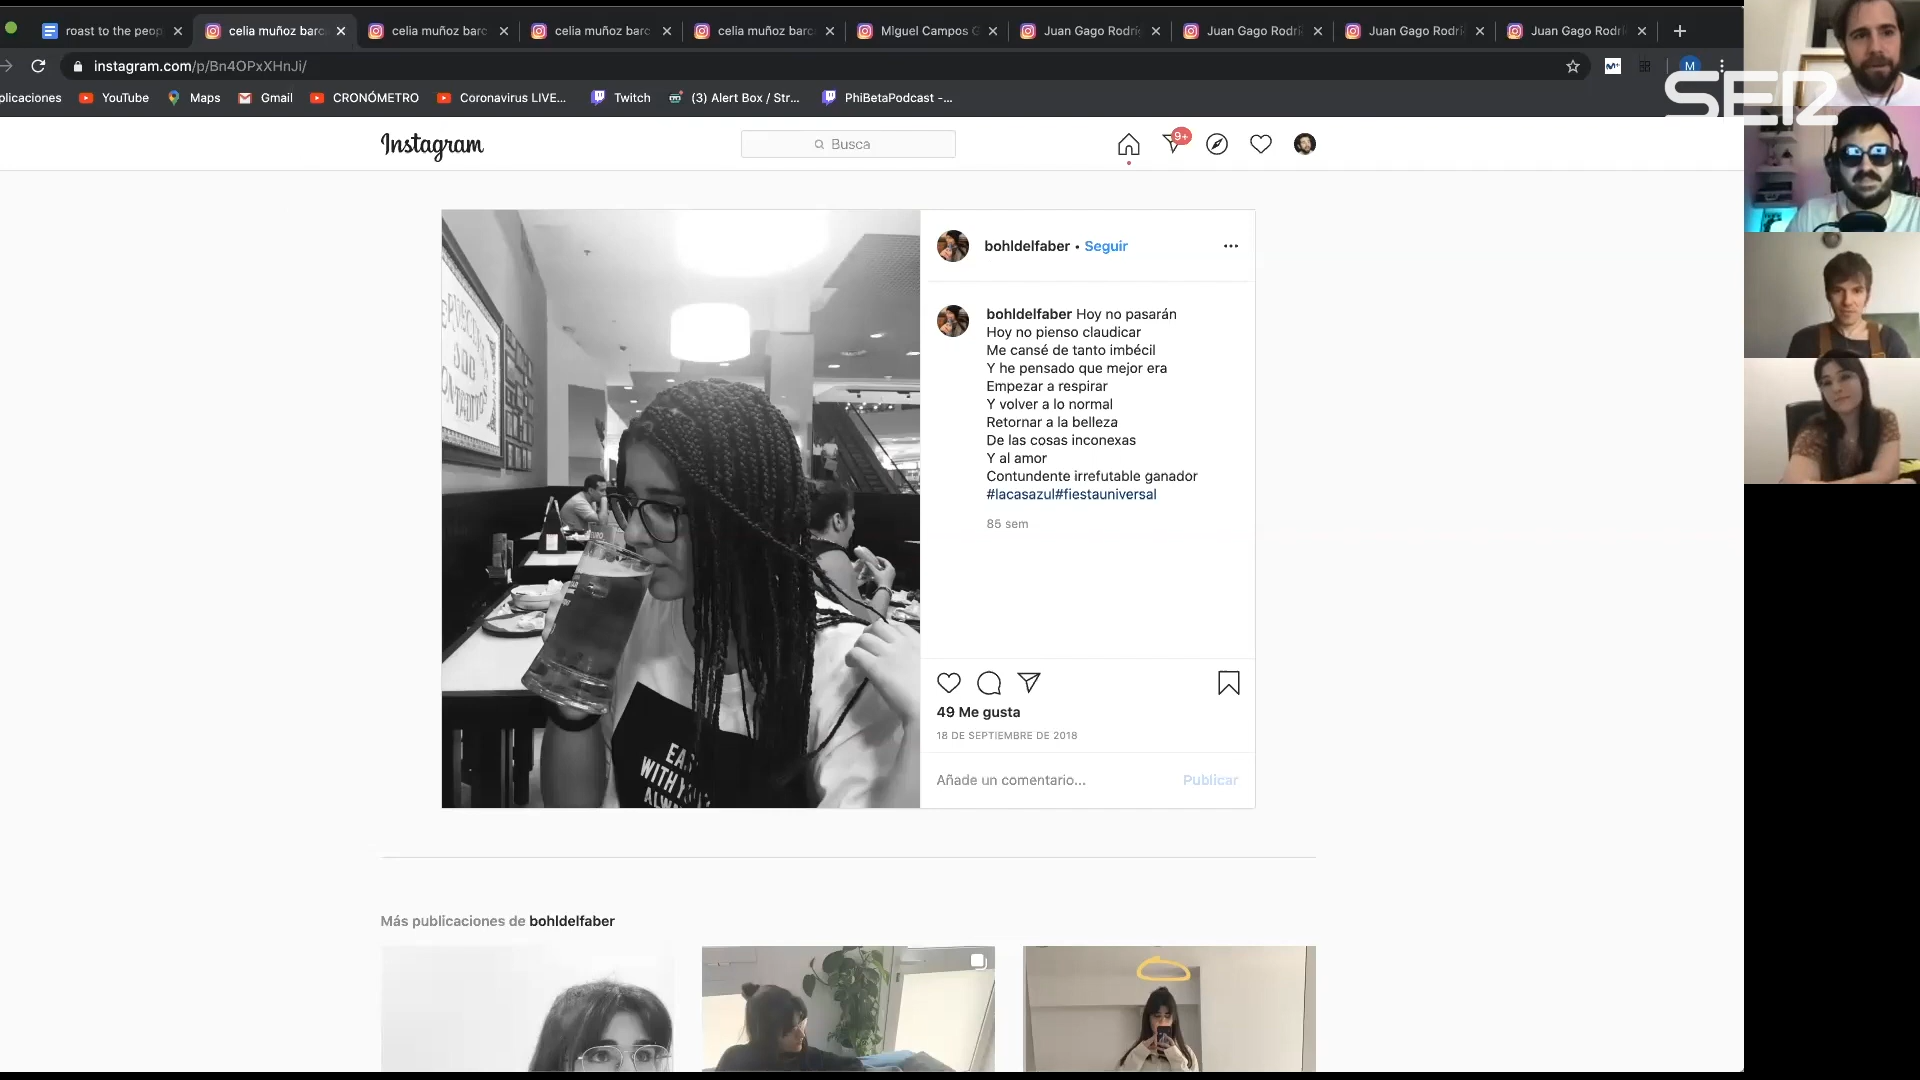 roast to the peop
celia muñoz barc
celia muñoz barc
celia muñoz barc
celia muñoz barc
Miguel Campos G
Juan Gago Rodrí
Juan Gago Rodrí
Juan Gago Rodrí
Juan Gago Rodrí
instagram.com/p/Bn4OPxXHnJi/
M
plicaciones
YouTube
Maps
Gmail
CRONÓMETRO
Coronavirus LIVE...
Twitch
(3) Alert Box / Str...
PhiBetaPodcast -...
SER
Instagram
Busca
9+
bohldelfaber • Seguir
bohldelfaber Hoy no pasarán
Hoy no pienso claudicar
Me cansé de tanto imbécil
Y he pensado que mejor era
Empezar a respirar
Y volver a lo normal
Retornar a la belleza
De las cosas inconexas
Y al amor
Contundente irrefutable ganador
#lacasazul#fiestauniversal
85 sem
49 Me gusta
18 DE SEPTIEMBRE DE 2018
Añade un comentario...
Publicar
WITH Y
ALW
Más publicaciones de bohldelfaber